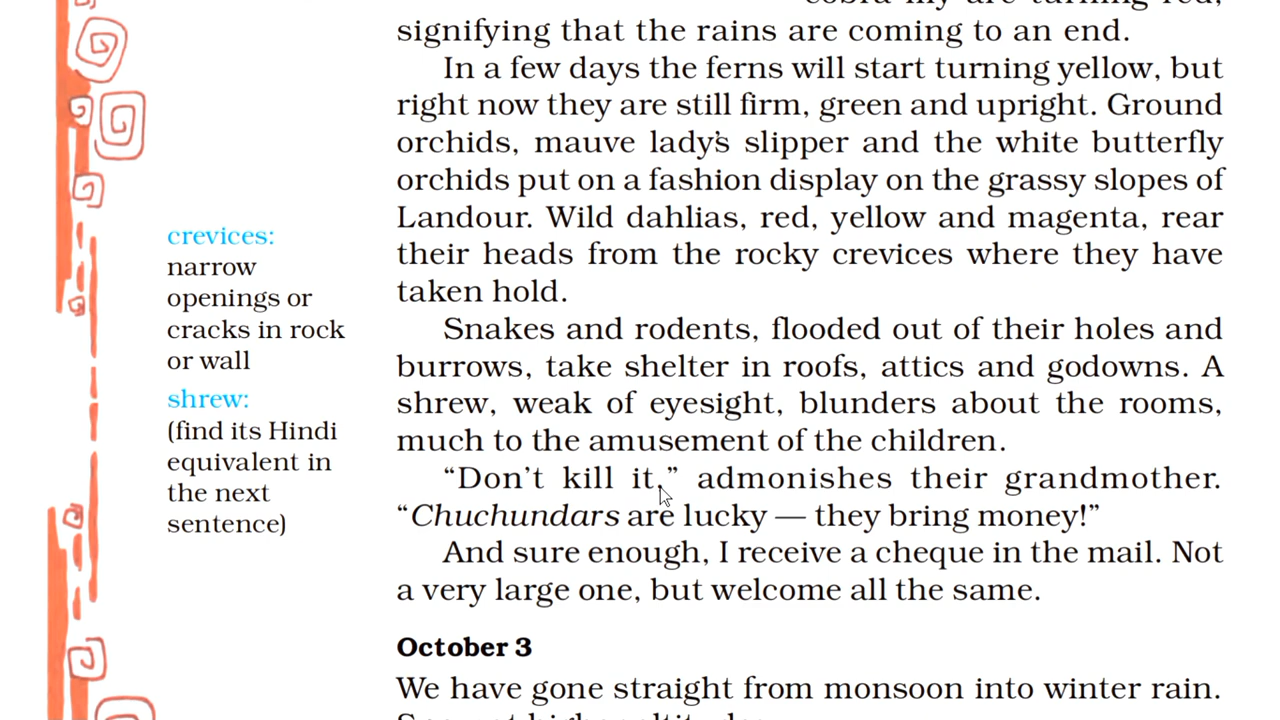 signifying that the rains are coming to an end.
In a few days the ferns will start turning yellow, but
right now they are still firm, green and upright. Ground
orchids, mauve lady's slipper and the white butterfly
orchids put on a fashion display on the grassy slopes of
Landour. Wild dahlias, red, yellow and magenta, rear
their heads from the rocky crevices where they have
taken hold.
crevices:
narrow
openings or
cracks in rock
or wall
Snakes and rodents, flooded out of their holes and
burrows, take shelter in roofs, attics and godowns. A
shrew, weak of eyesight, blunders about the rooms,
much to the amusement of the children.
shrew:
(find its Hindi
equivalent in
the next
sentence)
“Don't kill it,” admonishes their grandmother.
“Chuchundars are lucky — they bring money!”
And sure enough, I receive a cheque in the mail. Not
a very large one, but welcome all the same.
October 3
We have gone straight from monsoon into winter rain.